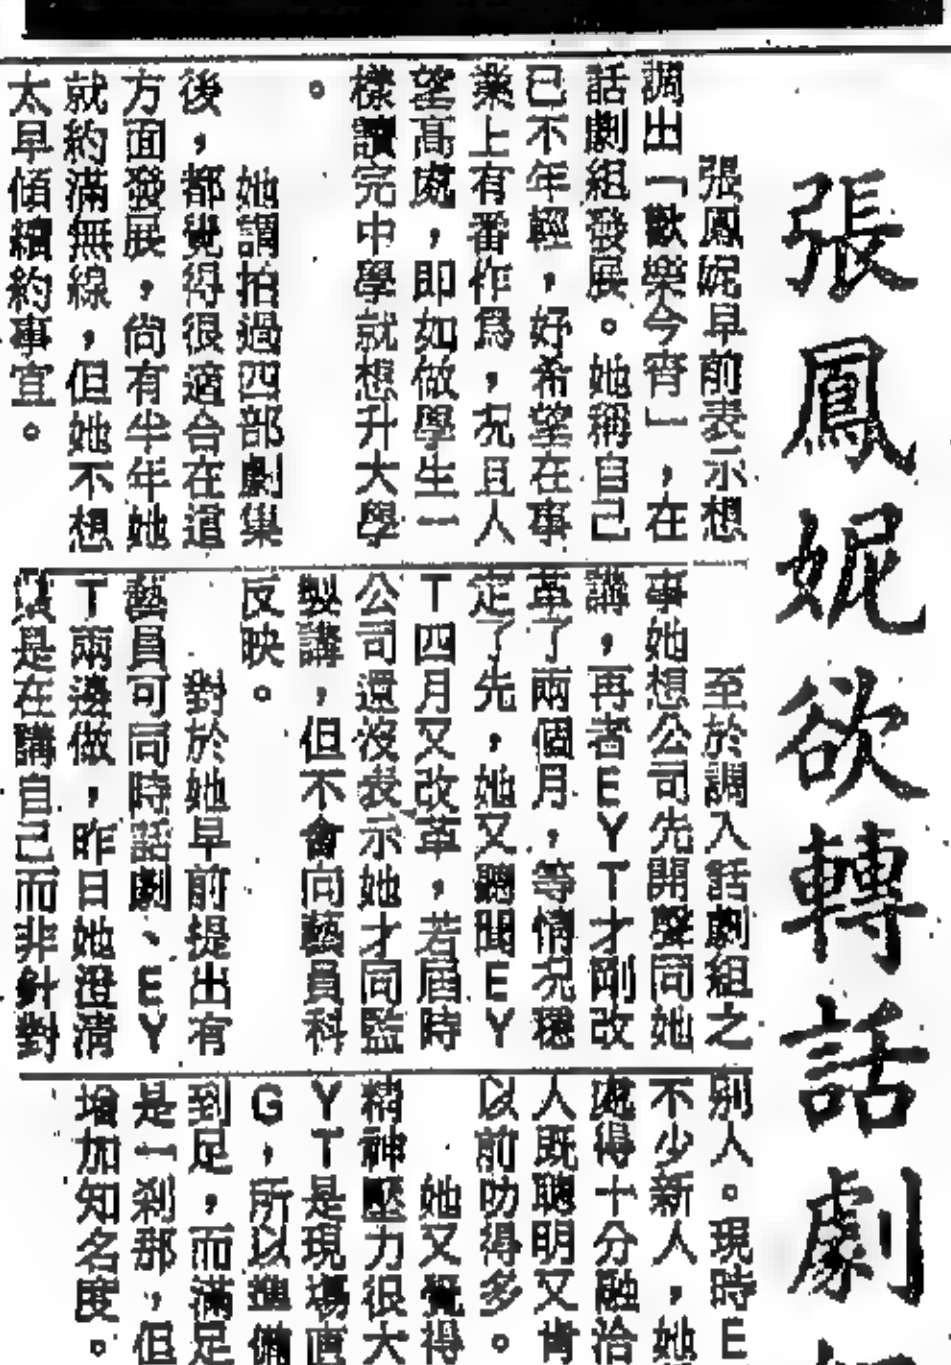 張鳳妮欲轉話劇
張鳳妮早前表示想
調出「歡樂今宵」，在
話劇組發展。她稱自己
已不年輕，好希望在事
業上有番作爲，况且人
望高處，即如做學生一
樣讀完中學就想升大學
。
她謂拍過四部劇集
後，都覺得很適合在這
方面發展，尚有半年她
就約滿無線，但她不想
太早傾續約事宜。
至於調入話劇組之
事她想公司先開聲同她
講，再者EYT才剛改
革了兩個月，等情况穩
定了先，她又聽聞EY
T四月又改革，若屆時
公司還沒表示她才同監
製講，但不會向藝員科
反映。
對於她早前提出有
藝員可同時話劇、EY
T兩邊做，昨日她澄清
是在講自己而非針對
別人。現時E
不少新人，她
處得十分融洽
人既聰明又肯
以前叻得多。
她又覺得
精神壓力很大
YT是現場直
G，所以準備
到足，而滿足
是一剎那，但
增加知名度。